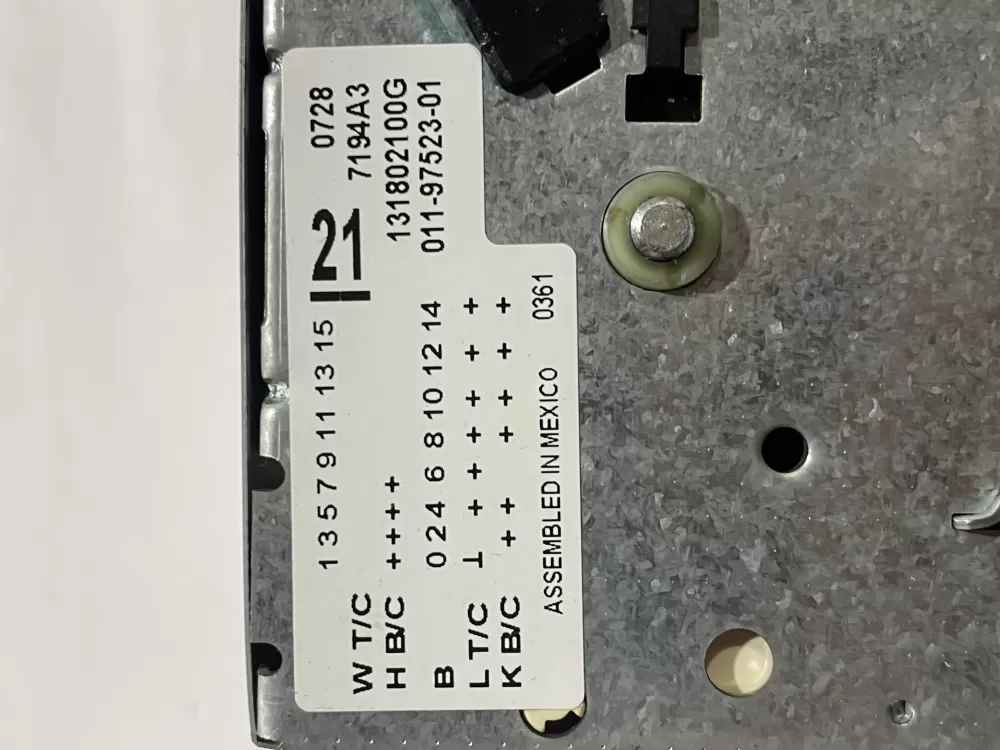 1 3 5 7 9 11 13 15 21 0728
W T/C 7194A3
H B/C + + + + 131802100G
B 0 2 4 6 8 10 12 14 011-97523-01
L T/C ⊥ + + + + + +
K B/C + + + + + +
ASSEMBLED IN MEXICO 0361